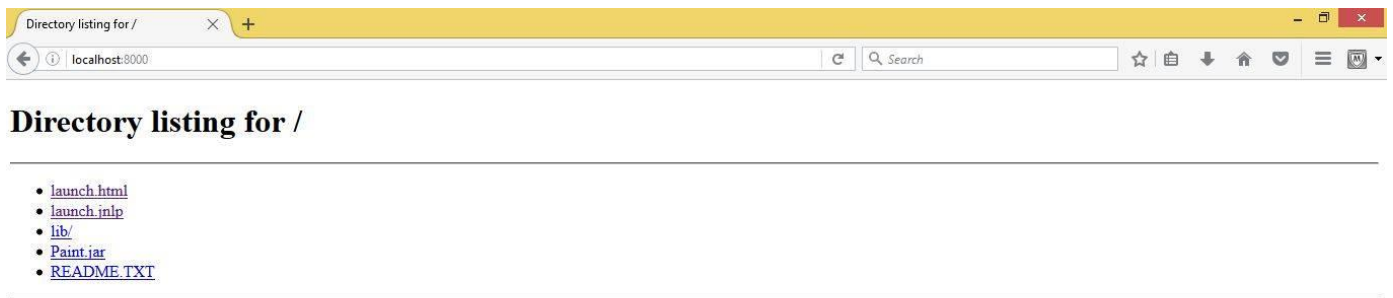 Directory listing for /
localhost:8000
Search
Directory listing for /
launch.html
launch.jnlp
lib/
Paint.jar
README.TXT